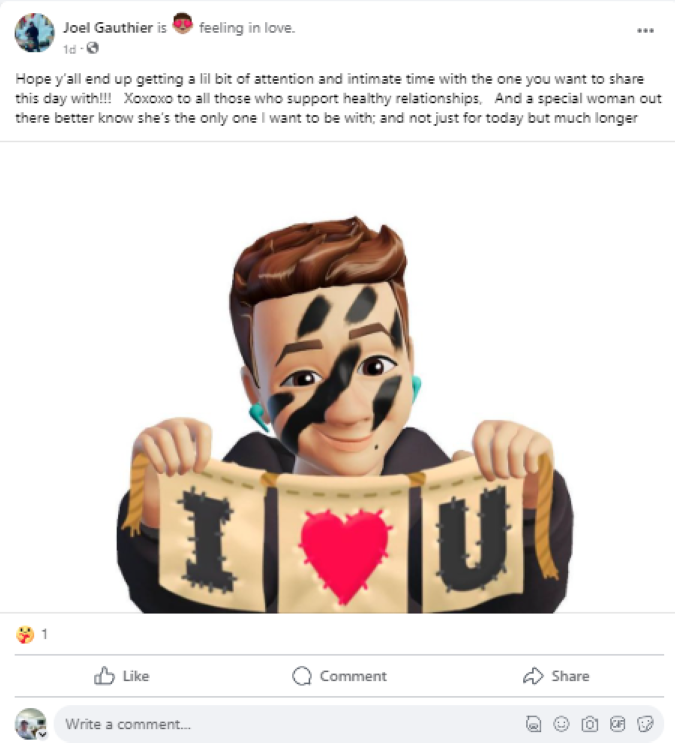 Joel Gauthier is feeling in love.
1d ·
Hope y'all end up getting a lil bit of attention and intimate time with the one you want to share
this day with!!! Xoxoxo to all those who support healthy relationships, And a special woman out
there better know she's the only one I want to be with; and not just for today but much longer
I U
1
Like Comment Share
Write a comment...
GIF